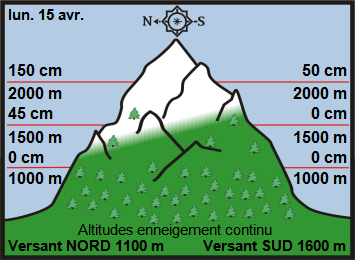 lun. 15 avr.
N S
150 cm 50 cm
2000 m 2000 m
45 cm 0 cm
1500 m 1500 m
0 cm 0 cm
1000 m 1000 m
Altitudes enneigement continu
Versant NORD 1100 m Versant SUD 1600 m